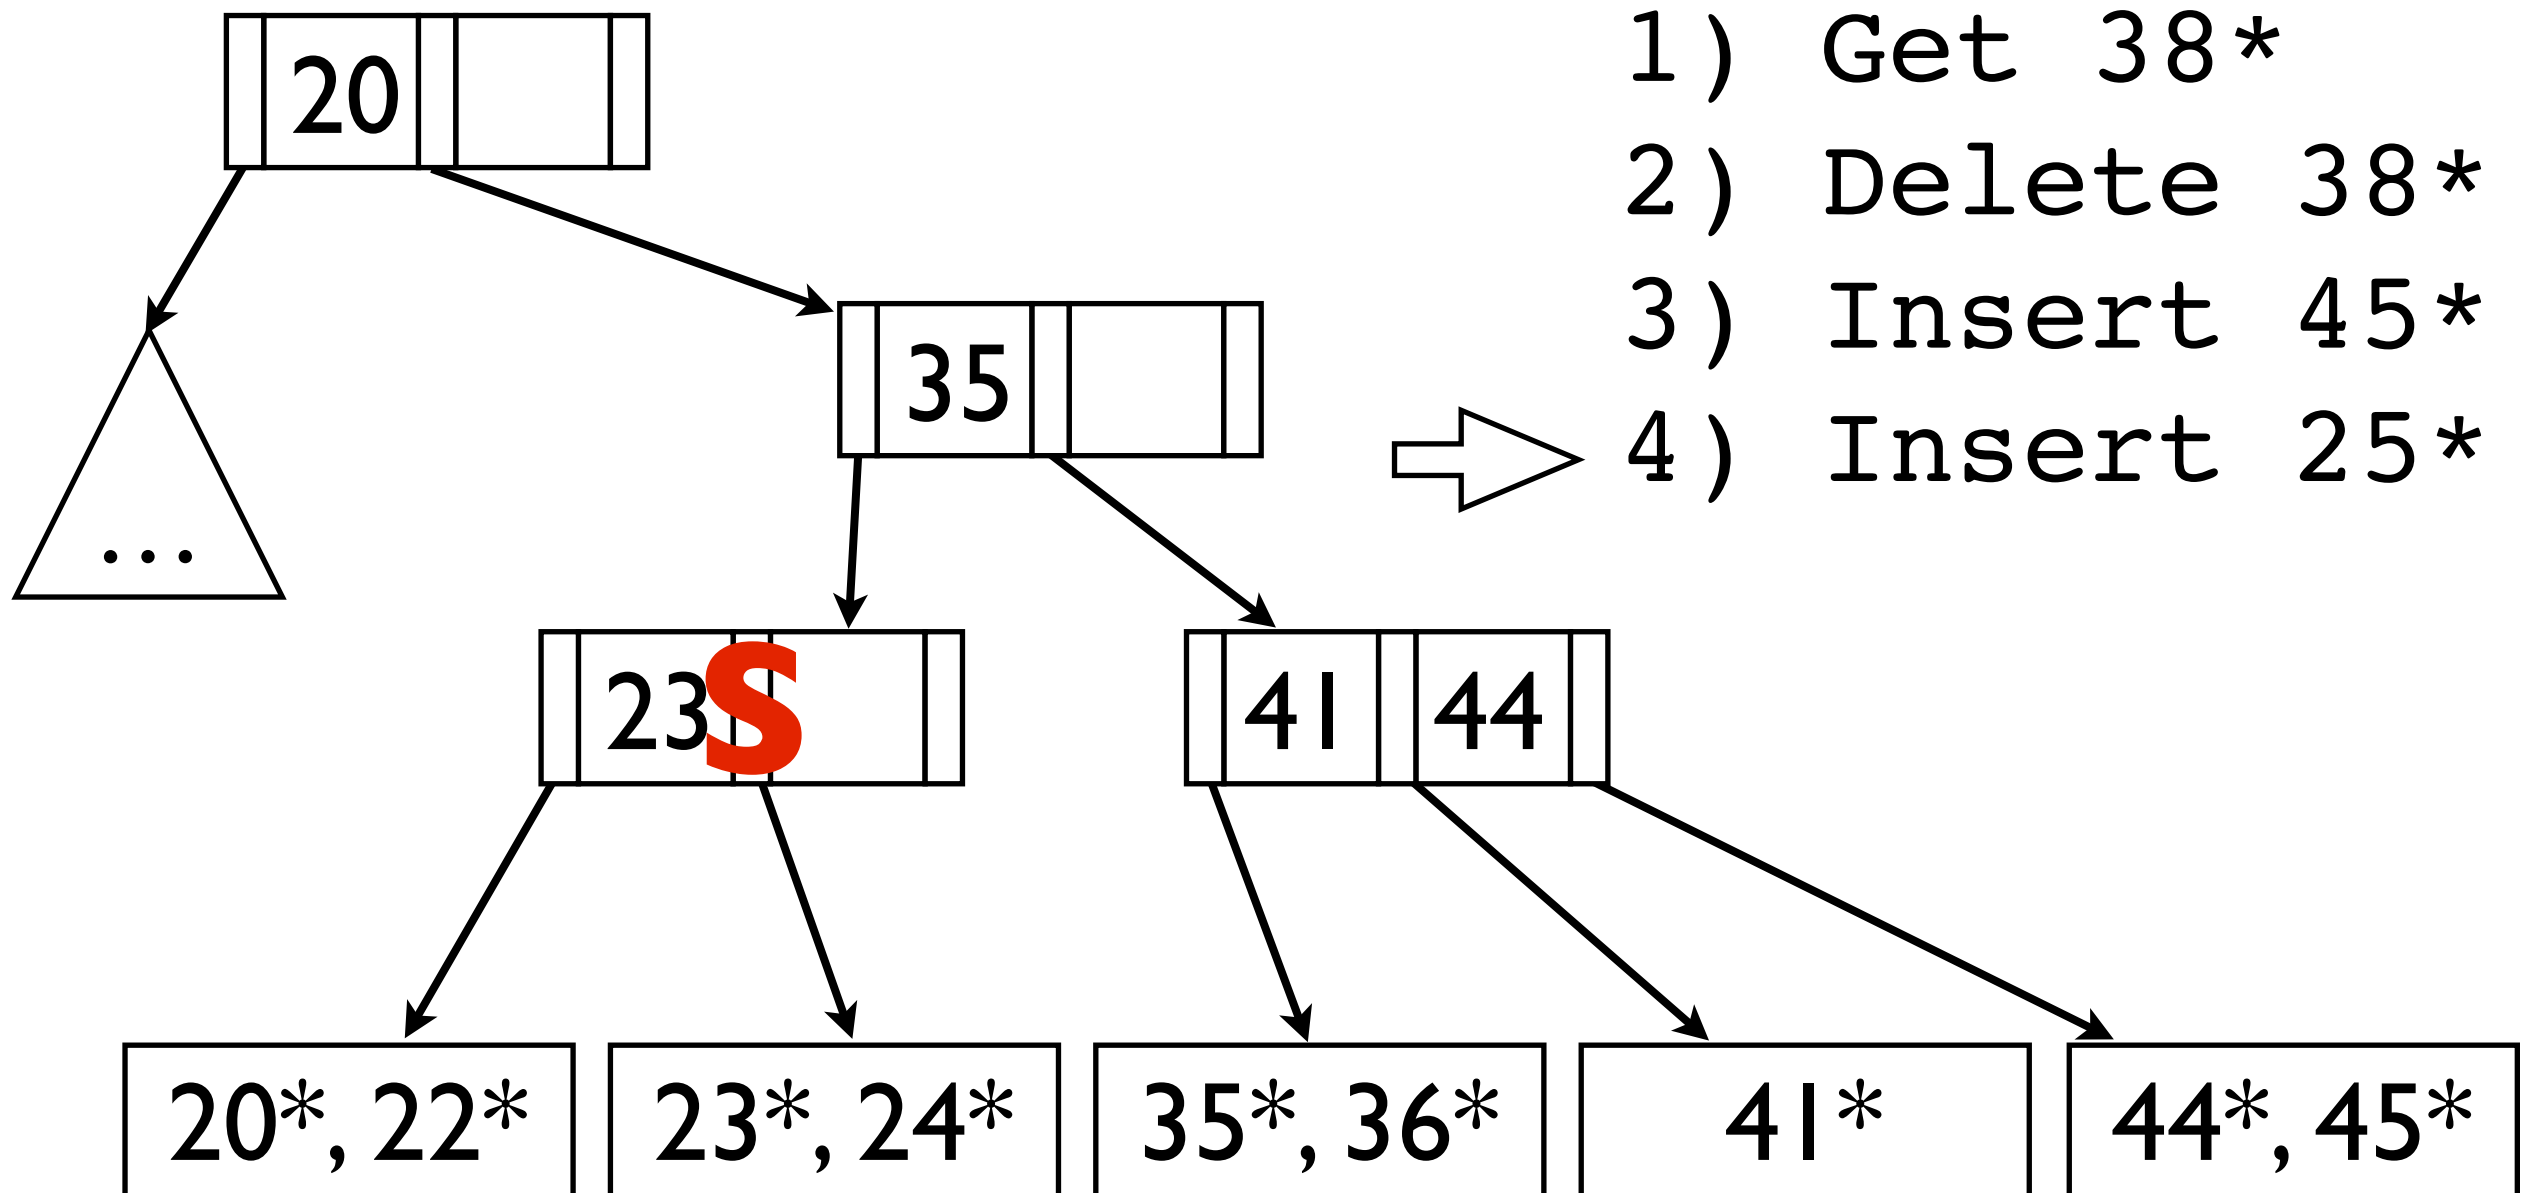 20
1) Get 38*
2) Delete 38*
3) Insert 45*
4) Insert 25*
35
...
23 S
41 44
20*, 22*
23*, 24*
35*, 36*
41*
44*, 45*